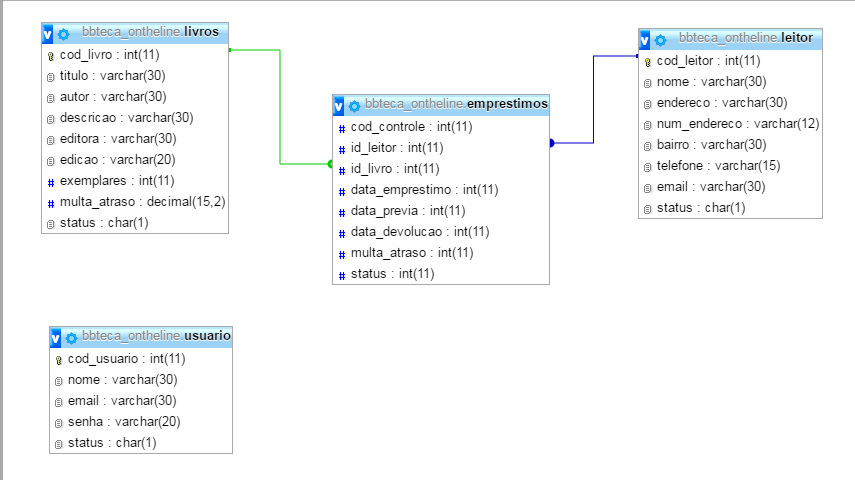 bbteca_ontheline.livros
cod_livro : int(11)
titulo : varchar(30)
autor : varchar(30)
descricao : varchar(30)
editora : varchar(30)
edicao : varchar(20)
exemplares : int(11)
multa_atraso : decimal(15,2)
status : char(1)
bbteca_ontheline.emprestimos
cod_controle : int(11)
id_leitor : int(11)
id_livro : int(11)
data_emprestimo : int(11)
data_previa : int(11)
data_devolucao : int(11)
multa_atraso : int(11)
status : int(11)
bbteca_ontheline.leitor
cod_leitor : int(11)
nome : varchar(30)
endereco : varchar(30)
num_endereco : varchar(12)
bairro : varchar(30)
telefone : varchar(15)
email : varchar(30)
status : char(1)
bbteca_ontheline.usuario
cod_usuario : int(11)
nome : varchar(30)
email : varchar(30)
senha : varchar(20)
status : char(1)